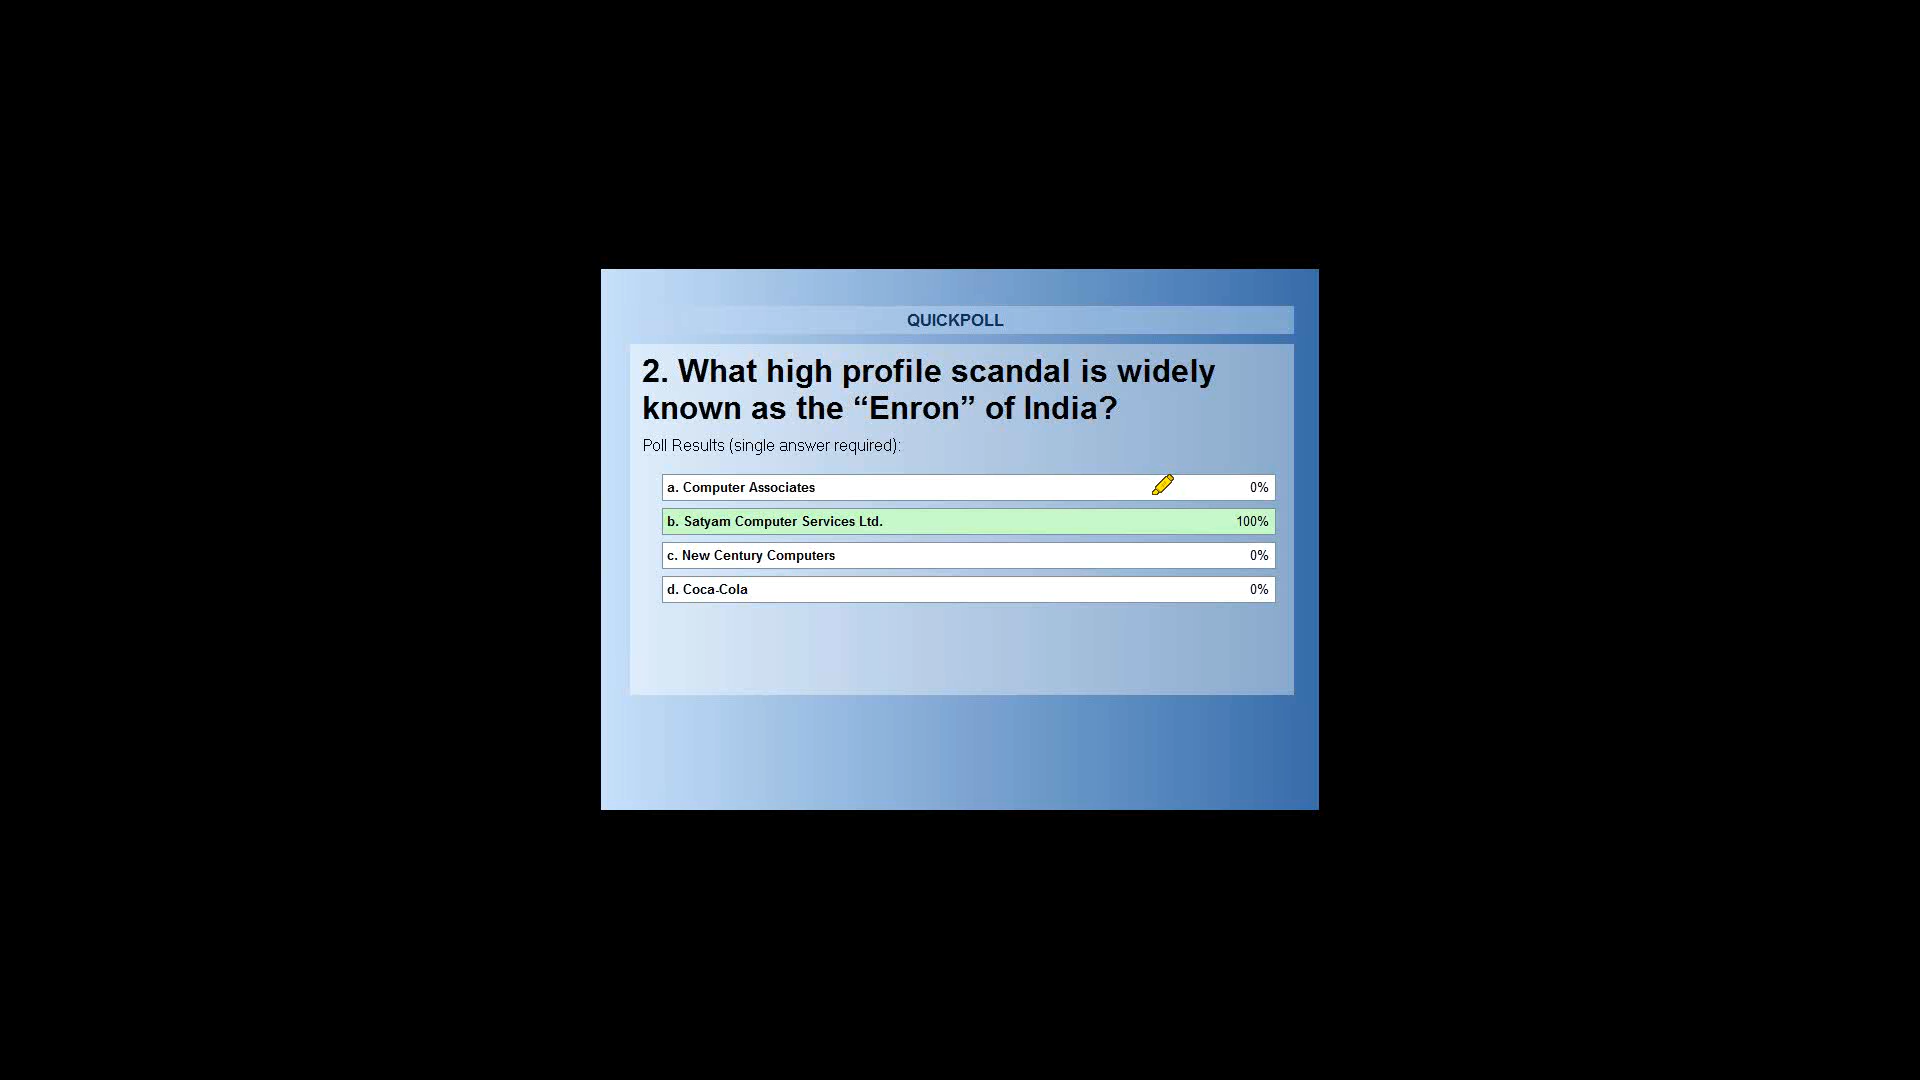 QUICKPOLL
2. What high profile scandal is widely
known as the “Enron” of India?
Poll Results (single answer required):
a. Computer Associates 0%
b. Satyam Computer Services Ltd. 100%
c. New Century Computers 0%
d. Coca-Cola 0%